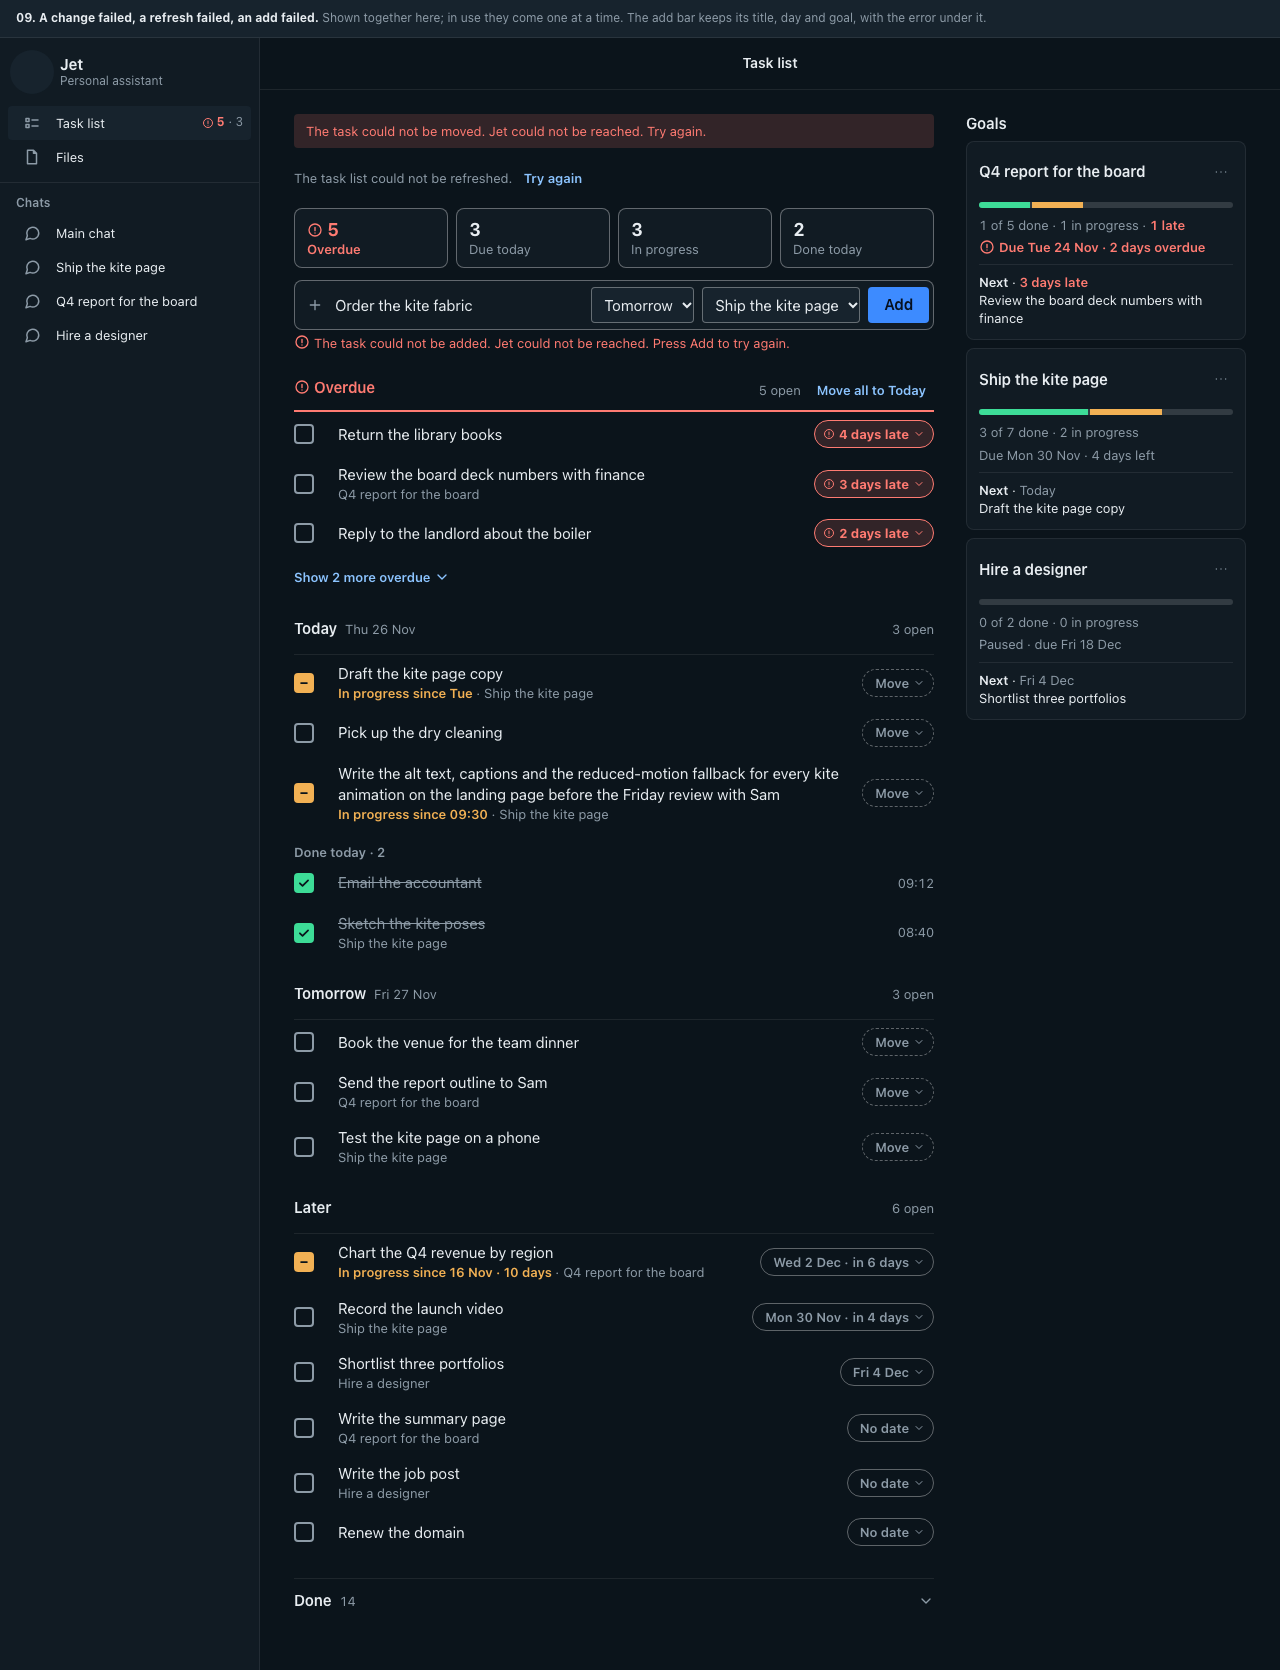 09. A change failed, a refresh failed, an add failed. Shown together here; in use they come one at a time. The add bar keeps its title, day and goal, with the error under it.
Jet
Personal assistant
Task list 5 · 3
Files
Chats
Main chat
Ship the kite page
Q4 report for the board
Hire a designer
Task list
The task could not be moved. Jet could not be reached. Try again.
The task list could not be refreshed. Try again
5
Overdue
3
Due today
3
In progress
2
Done today
Order the kite fabric Tomorrow Ship the kite page Add
The task could not be added. Jet could not be reached. Press Add to try again.
Overdue 5 open Move all to Today
Return the library books 4 days late
Review the board deck numbers with finance 3 days late
Q4 report for the board
Reply to the landlord about the boiler 2 days late
Show 2 more overdue
Today Thu 26 Nov 3 open
Draft the kite page copy Move
In progress since Tue · Ship the kite page
Pick up the dry cleaning Move
Write the alt text, captions and the reduced-motion fallback for every kite
animation on the landing page before the Friday review with Sam Move
In progress since 09:30 · Ship the kite page
Done today · 2
Email the accountant 09:12
Sketch the kite poses 08:40
Ship the kite page
Tomorrow Fri 27 Nov 3 open
Book the venue for the team dinner Move
Send the report outline to Sam Move
Q4 report for the board
Test the kite page on a phone Move
Ship the kite page
Later 6 open
Chart the Q4 revenue by region Wed 2 Dec · in 6 days
In progress since 16 Nov · 10 days · Q4 report for the board
Record the launch video Mon 30 Nov · in 4 days
Ship the kite page
Shortlist three portfolios Fri 4 Dec
Hire a designer
Write the summary page No date
Q4 report for the board
Write the job post No date
Hire a designer
Renew the domain No date
Done 14
Goals
Q4 report for the board
1 of 5 done · 1 in progress · 1 late
Due Tue 24 Nov · 2 days overdue
Next · 3 days late
Review the board deck numbers with
finance
Ship the kite page
3 of 7 done · 2 in progress
Due Mon 30 Nov · 4 days left
Next · Today
Draft the kite page copy
Hire a designer
0 of 2 done · 0 in progress
Paused · due Fri 18 Dec
Next · Fri 4 Dec
Shortlist three portfolios